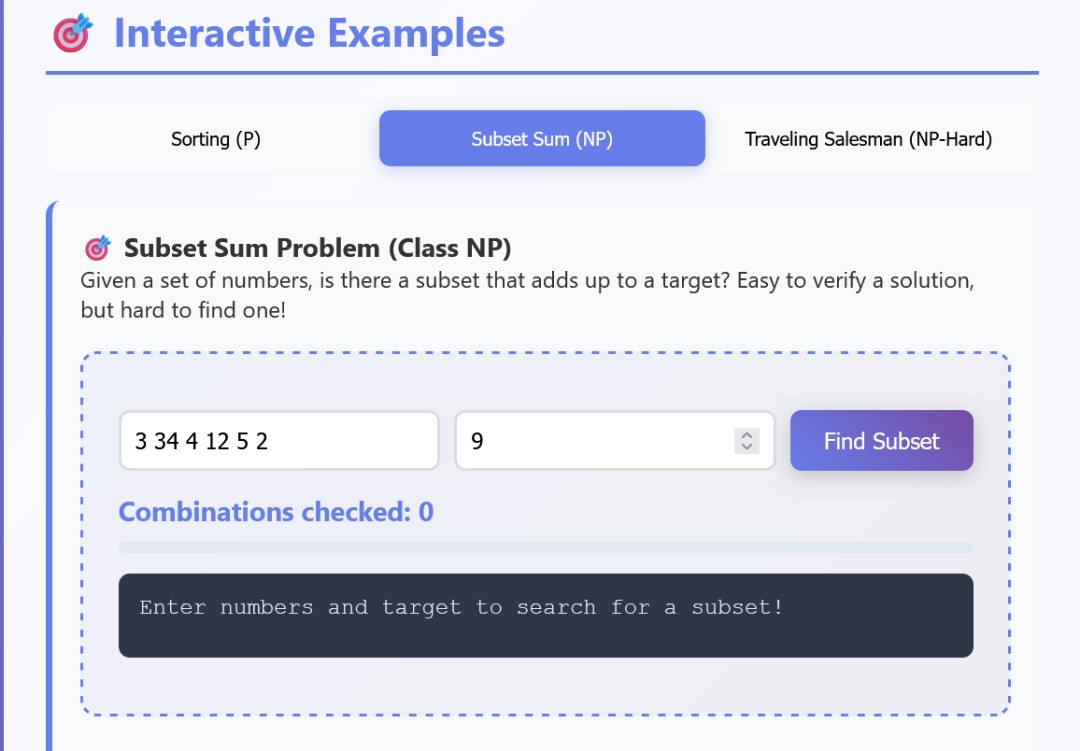 Interactive Examples
Sorting (P)
Subset Sum (NP)
Traveling Salesman (NP-Hard)
Subset Sum Problem (Class NP)
Given a set of numbers, is there a subset that adds up to a target? Easy to verify a solution,
but hard to find one!
3 34 4 12 5 2
9
Find Subset
Combinations checked: 0
Enter numbers and target to search for a subset!